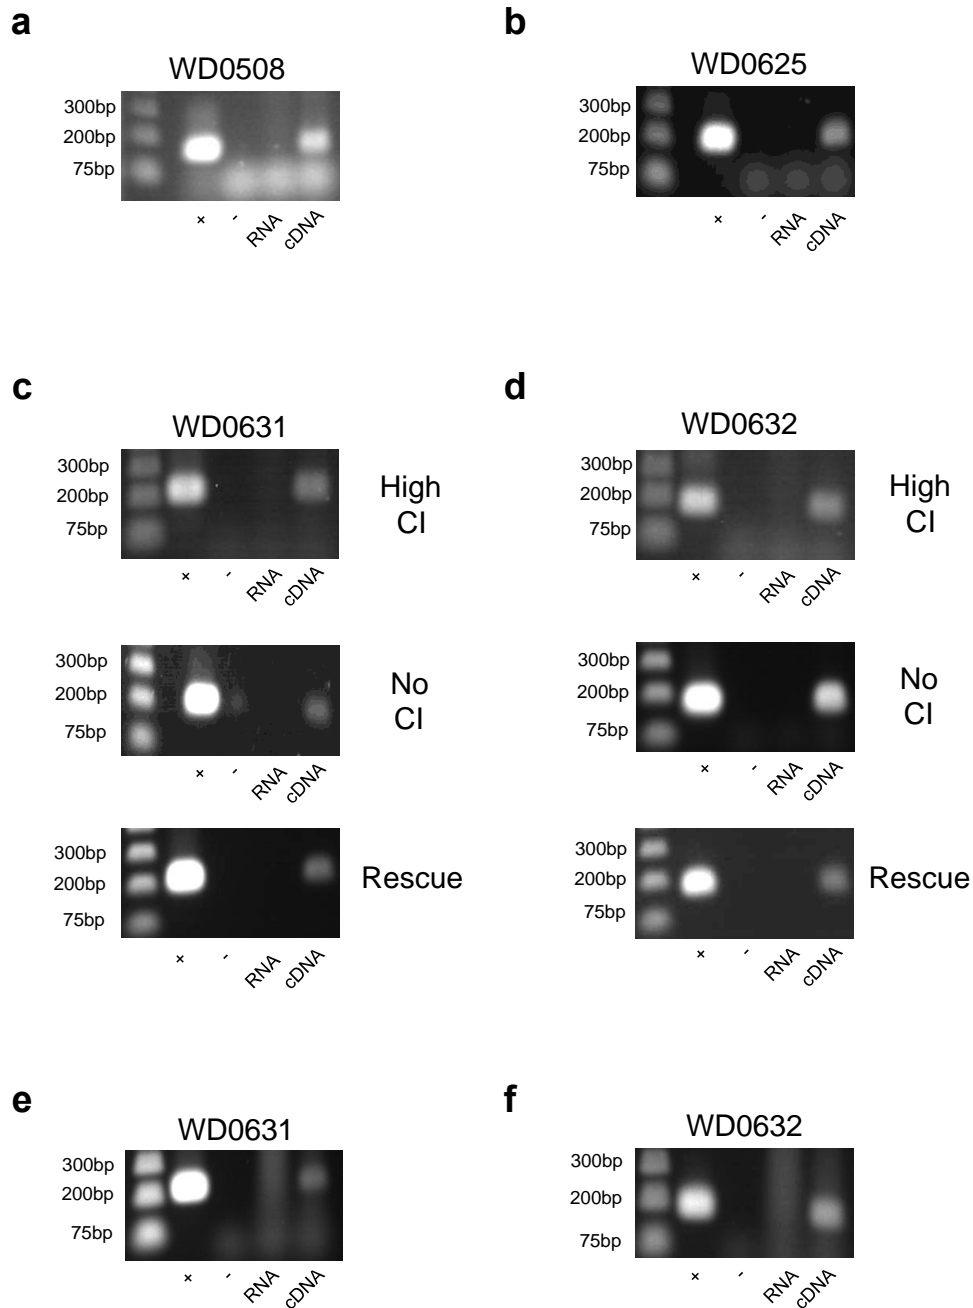 a
WD0508
300bp
200bp
75bp
+
-
RNA
cDNA
b
WD0625
300bp
200bp
75bp
+
-
RNA
cDNA
c
WD0631
300bp
200bp
75bp
High
CI
+
-
RNA
cDNA
300bp
200bp
75bp
No
CI
+
-
RNA
cDNA
300bp
200bp
75bp
Rescue
+
-
RNA
cDNA
d
WD0632
300bp
200bp
75bp
High
CI
+
-
RNA
cDNA
300bp
200bp
75bp
No
CI
+
-
RNA
cDNA
300bp
200bp
75bp
Rescue
+
-
RNA
cDNA
e
WD0631
300bp
200bp
75bp
+
-
RNA
cDNA
f
WD0632
300bp
200bp
75bp
+
-
RNA
cDNA